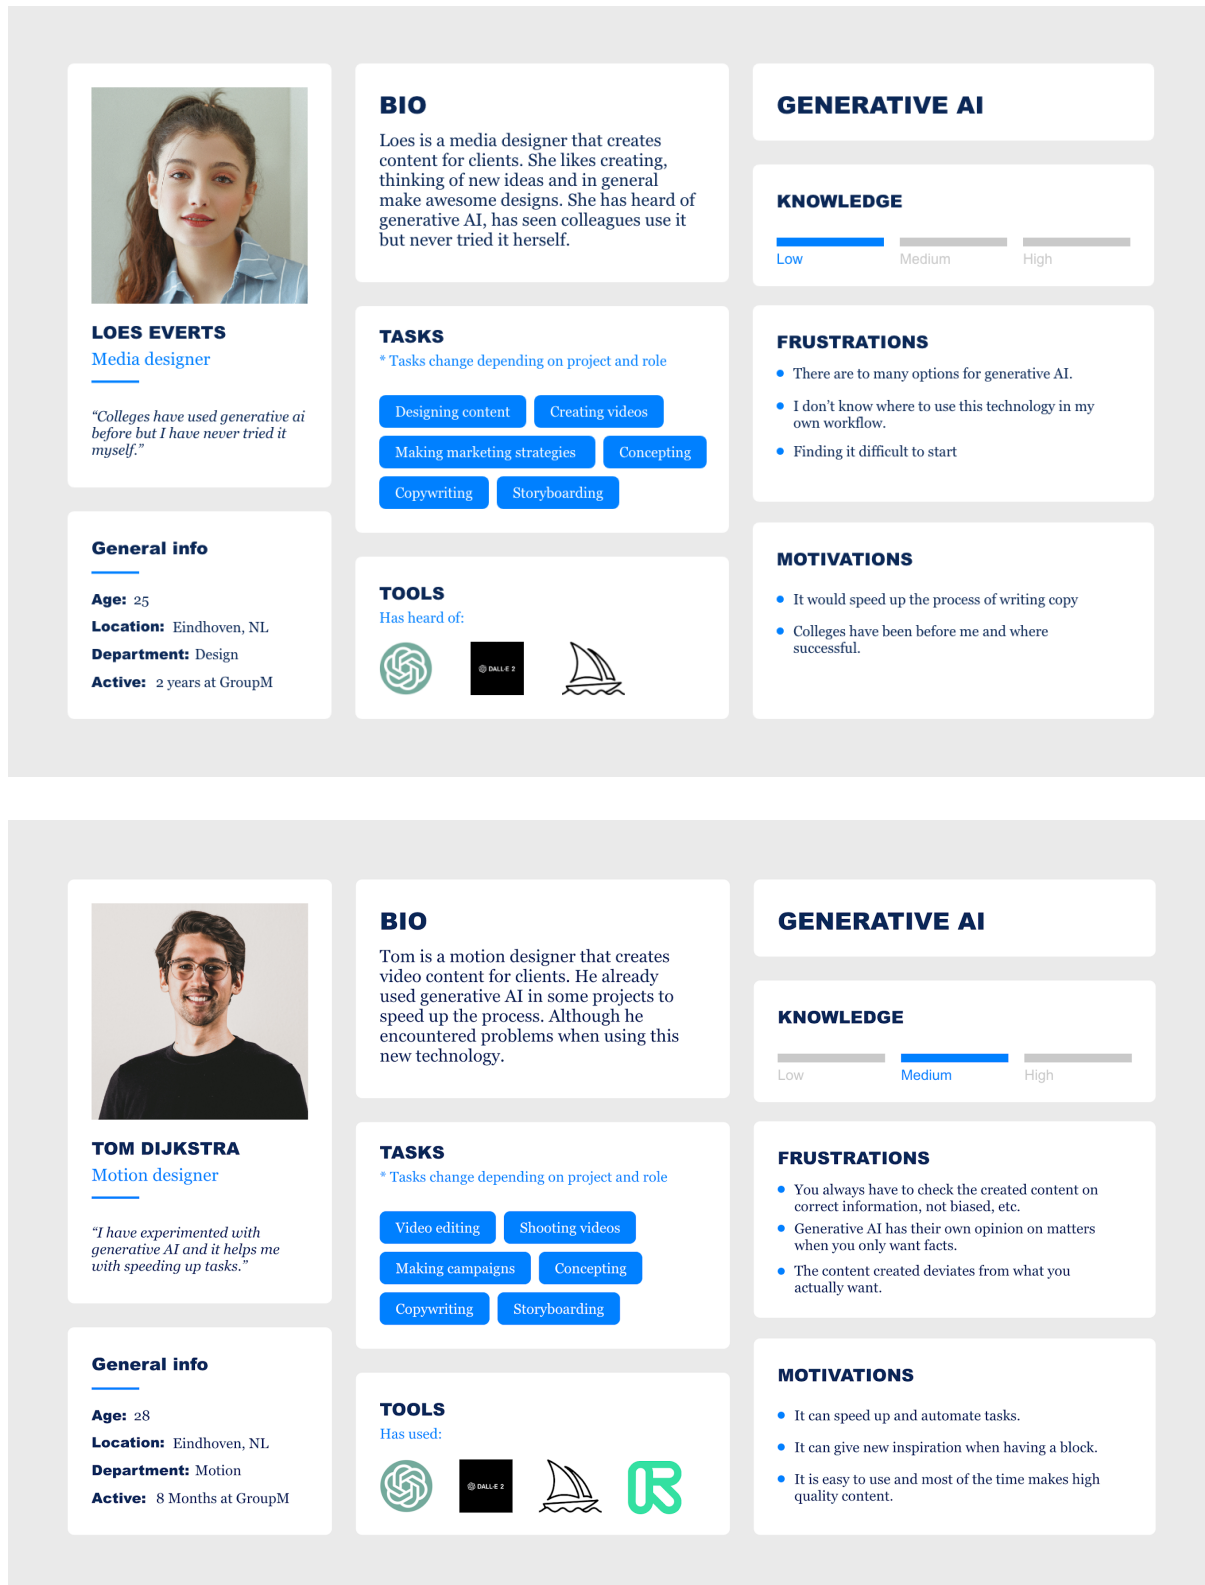 LOES EVERTS
Media designer
“Colleges have used generative ai
before but I have never tried it
myself.”
General info
Age: 25
Location: Eindhoven, NL
Department: Design
Active: 2 years at GroupM
BIO
Loes is a media designer that creates
content for clients. She likes creating,
thinking of new ideas and in general
make awesome designs. She has heard of
generative AI, has seen colleagues use it
but never tried it herself.
TASKS
* Tasks change depending on project and role
Designing content
Creating videos
Making marketing strategies
Concepting
Copywriting
Storyboarding
TOOLS
Has heard of:
DALL·E 2
GENERATIVE AI
KNOWLEDGE
Low
Medium
High
FRUSTRATIONS
There are to many options for generative AI.
I don’t know where to use this technology in my
own workflow.
Finding it difficult to start
MOTIVATIONS
It would speed up the process of writing copy
Colleges have been before me and where
successful.
TOM DIJKSTRA
Motion designer
“I have experimented with
generative AI and it helps me
with speeding up tasks.”
General info
Age: 28
Location: Eindhoven, NL
Department: Motion
Active: 8 Months at GroupM
BIO
Tom is a motion designer that creates
video content for clients. He already
used generative AI in some projects to
speed up the process. Although he
encountered problems when using this
new technology.
TASKS
* Tasks change depending on project and role
Video editing
Shooting videos
Making campaigns
Concepting
Copywriting
Storyboarding
TOOLS
Has used:
DALL·E 2
GENERATIVE AI
KNOWLEDGE
Low
Medium
High
FRUSTRATIONS
You always have to check the created content on
correct information, not biased, etc.
Generative AI has their own opinion on matters
when you only want facts.
The content created deviates from what you
actually want.
MOTIVATIONS
It can speed up and automate tasks.
It can give new inspiration when having a block.
It is easy to use and most of the time makes high
quality content.